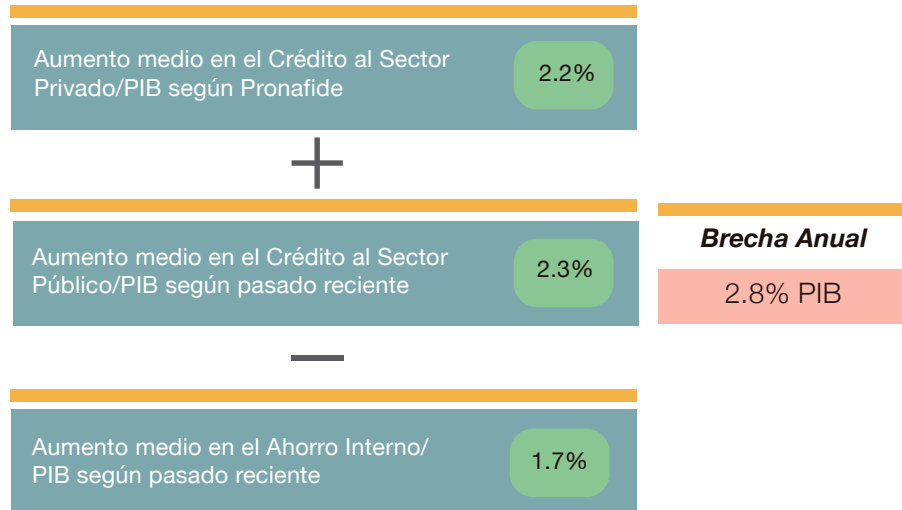 Aumento medio en el Crédito al Sector
Privado/PIB según Pronafide
2.2%
+
Aumento medio en el Crédito al Sector
Público/PIB según pasado reciente
2.3%
Brecha Anual
2.8% PIB
—
Aumento medio en el Ahorro Interno/
PIB según pasado reciente
1.7%